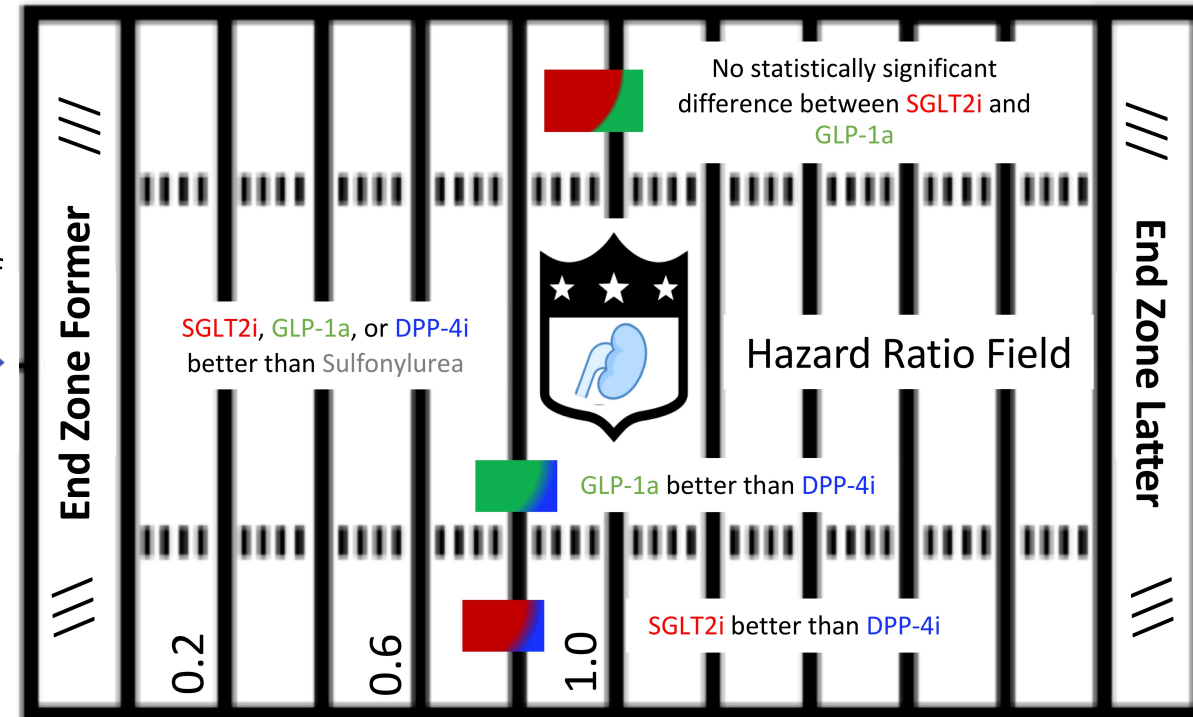 No statistically significant
difference between SGLT2i and
GLP-1a
End Zone Former
End Zone Latter
SGLT2i, GLP-1a, or DPP-4i
better than Sulfonylurea
Hazard Ratio Field
GLP-1a better than DPP-4i
SGLT2i better than DPP-4i
0.2
0.6
1.0